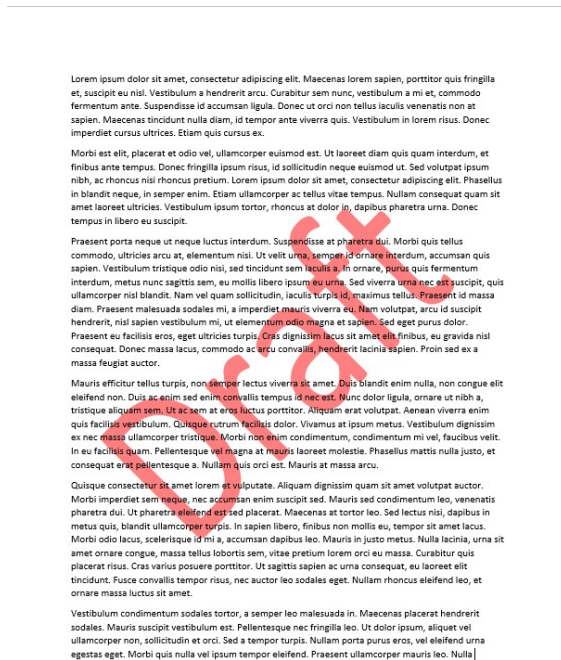 Lorem ipsum dolor sit amet, consectetur adipiscing elit. Maecenas lorem sapien, porttitor quis fringilla
et, suscipit eu nisl. Vestibulum a hendrerit arcu. Curabitur sem nunc, vestibulum a mi et, commodo
fermentum ante. Suspendisse id accumsan ligula. Donec ut orci non tellus iaculis venenatis non at
sapien. Maecenas tincidunt nulla diam, id tempor ante viverra quis. Vestibulum in lorem risus. Donec
imperdiet cursus ultrices. Etiam quis cursus ex.
Morbi est elit, placerat et odio vel, ullamcorper euismod est. Ut laoreet diam quis quam interdum, et
finibus ante tempus. Donec fringilla ipsum risus, id sollicitudin neque euismod ut. Sed volutpat ipsum
nibh, ac rhoncus nisi rhoncus pretium. Lorem ipsum dolor sit amet, consectetur adipiscing elit. Phasellus
in blandit neque, in semper enim. Etiam ullamcorper ac tellus vitae tempus. Nullam consequat quam sit
amet laoreet ultricies. Vestibulum ipsum tortor, rhoncus at dolor in, dapibus pharetra urna. Donec
tempus in libero eu suscipit.
Praesent porta neque ut neque luctus interdum. Suspendisse at pharetra dui. Morbi quis tellus
commodo, ultricies arcu at, elementum nisi. Ut velit urna, semper id ornare interdum, accumsan quis
sapien. Vestibulum tristique odio nisi, sed tincidunt sem iaculis a. In ornare, purus quis fermentum
interdum, metus nunc sagittis sem, eu mollis libero ipsum eu urna. Sed viverra urna nec est suscipit, quis
ullamcorper nisl blandit. Nam vel quam sollicitudin, iaculis turpis id, maximus tellus. Praesent id massa
diam. Praesent malesuada sodales mi, a imperdiet mauris viverra eu. Nam volutpat, arcu id suscipit
hendrerit, nisl sapien vestibulum mi, ut elementum odio magna et sapien. Sed eget purus dolor.
Praesent eu facilisis eros, eget ultricies turpis. Cras dignissim lacus sit amet elit finibus, eu gravida nisl
consequat. Donec massa lacus, commodo ac arcu convallis, hendrerit lacinia sapien. Proin sed ex a
massa feugiat auctor.
Mauris efficitur tellus turpis, non semper lectus viverra sit amet. Duis blandit enim nulla, non congue elit
eleifend non. Duis ac enim sed enim convallis tempus id nec est. Nunc dolor ligula, ornare ut nibh a,
tristique aliquam sem. Ut ac sem at eros luctus porttitor. Aliquam erat volutpat. Aenean viverra enim
quis facilisis vestibulum. Quisque rutrum facilisis dolor. Vivamus at ipsum metus. Vestibulum dignissim
ex nec massa ullamcorper tristique. Morbi non enim condimentum, condimentum mi vel, faucibus velit.
In eu facilisis quam. Pellentesque vel magna at mauris laoreet molestie. Phasellus mattis nulla justo, et
consequat erat pellentesque a. Nullam quis orci est. Mauris at massa arcu.
Quisque consectetur sit amet lorem et vulputate. Aliquam dignissim quam sit amet volutpat auctor.
Morbi imperdiet sem neque, nec accumsan enim suscipit sed. Mauris sed condimentum leo, venenatis
pharetra dui. Ut pharetra eleifend est sed placerat. Maecenas at tortor leo. Sed lectus nisi, dapibus in
metus quis, blandit ullamcorper turpis. In sapien libero, finibus non mollis eu, tempor sit amet lacus.
Morbi odio lacus, scelerisque id mi a, accumsan dapibus leo. Mauris in justo metus. Nulla lacinia, urna sit
amet ornare congue, massa tellus lobortis sem, vitae pretium lorem orci eu massa. Curabitur quis
placerat risus. Cras varius posuere porttitor. Ut sagittis sapien ac urna consequat, eu laoreet elit
tincidunt. Fusce convallis tempor risus, nec auctor leo sodales eget. Nullam rhoncus eleifend leo, et
ornare massa luctus sit amet.
Vestibulum condimentum sodales tortor, a semper leo malesuada in. Maecenas placerat hendrerit
sodales. Mauris suscipit vestibulum est. Pellentesque nec fringilla leo. Ut dolor ipsum, aliquet vel
ullamcorper non, sollicitudin et orci. Sed a tempor turpis. Nullam porta purus eros, vel eleifend urna
egestas eget. Morbi quis nulla vel ipsum tempor eleifend. Praesent ullamcorper mauris leo. Nulla
Draft